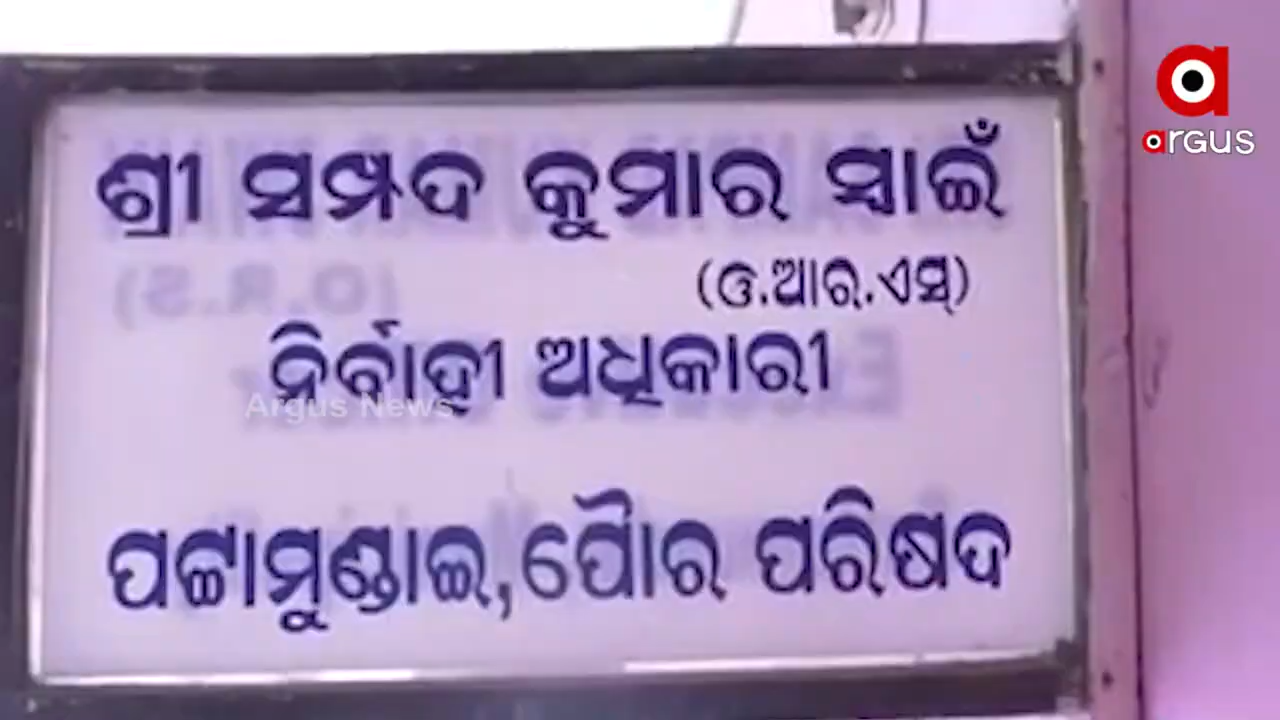 ଶ୍ରୀ ସମ୍ପଦ କୁମାର ସ୍ୱାଇଁ
(ଓ.ଆର୍.ଏସ୍)
ନିର୍ବାହୀ ଅଧିକାରୀ
Argus News
ପଟ୍ଟାମୁଣ୍ଡାଇ,ପୌର ପରିଷଦ
argus